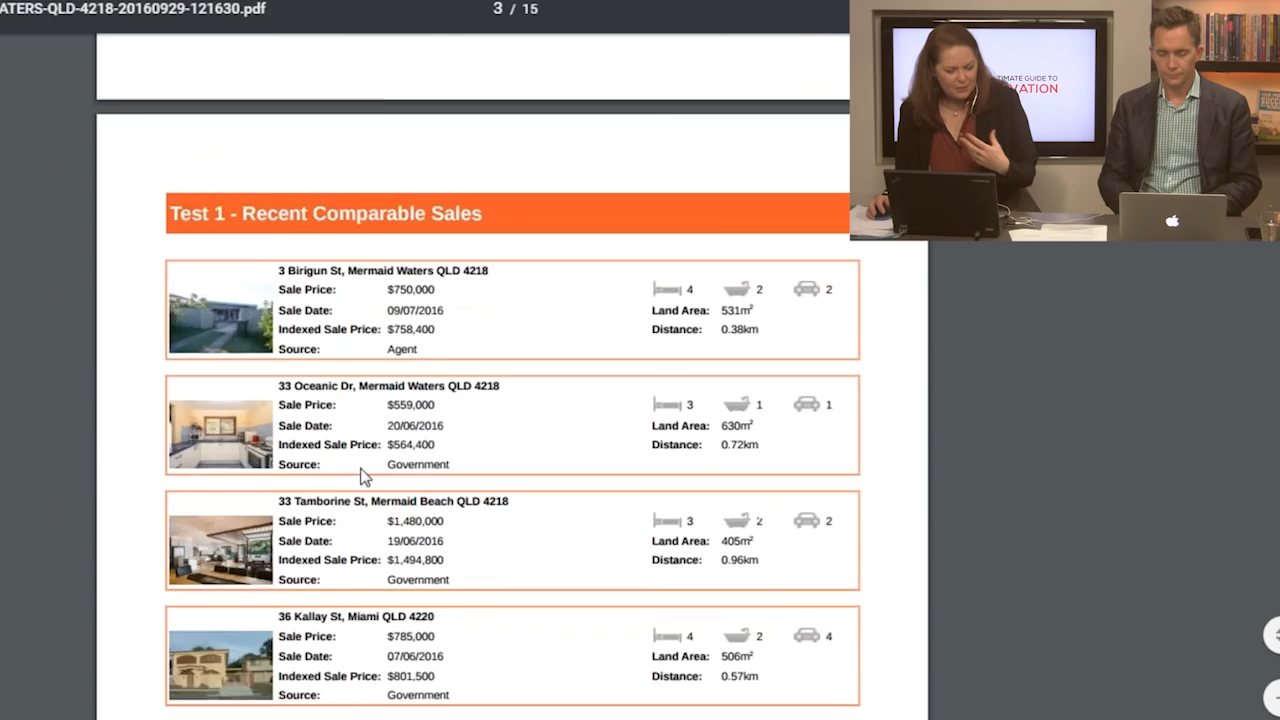 ATERS-QLD-4218-20160929-121630.pdf
3 / 15
TIMATE GUIDE TO
VATION
Test 1 - Recent Comparable Sales
3 Birigun St, Mermaid Waters QLD 4218
Sale Price: $750,000 4 2 2
Sale Date: 09/07/2016 Land Area: 531m²
Indexed Sale Price: $758,400 Distance: 0.38km
Source: Agent
33 Oceanic Dr, Mermaid Waters QLD 4218
Sale Price: $559,000 3 1 1
Sale Date: 20/06/2016 Land Area: 630m²
Indexed Sale Price: $564,400 Distance: 0.72km
Source: Government
33 Tamborine St, Mermaid Beach QLD 4218
Sale Price: $1,480,000 3 2 2
Sale Date: 19/06/2016 Land Area: 405m²
Indexed Sale Price: $1,494,800 Distance: 0.96km
Source: Government
36 Kallay St, Miami QLD 4220
Sale Price: $785,000 4 2 4
Sale Date: 07/06/2016 Land Area: 506m²
Indexed Sale Price: $801,500 Distance: 0.57km
Source: Government